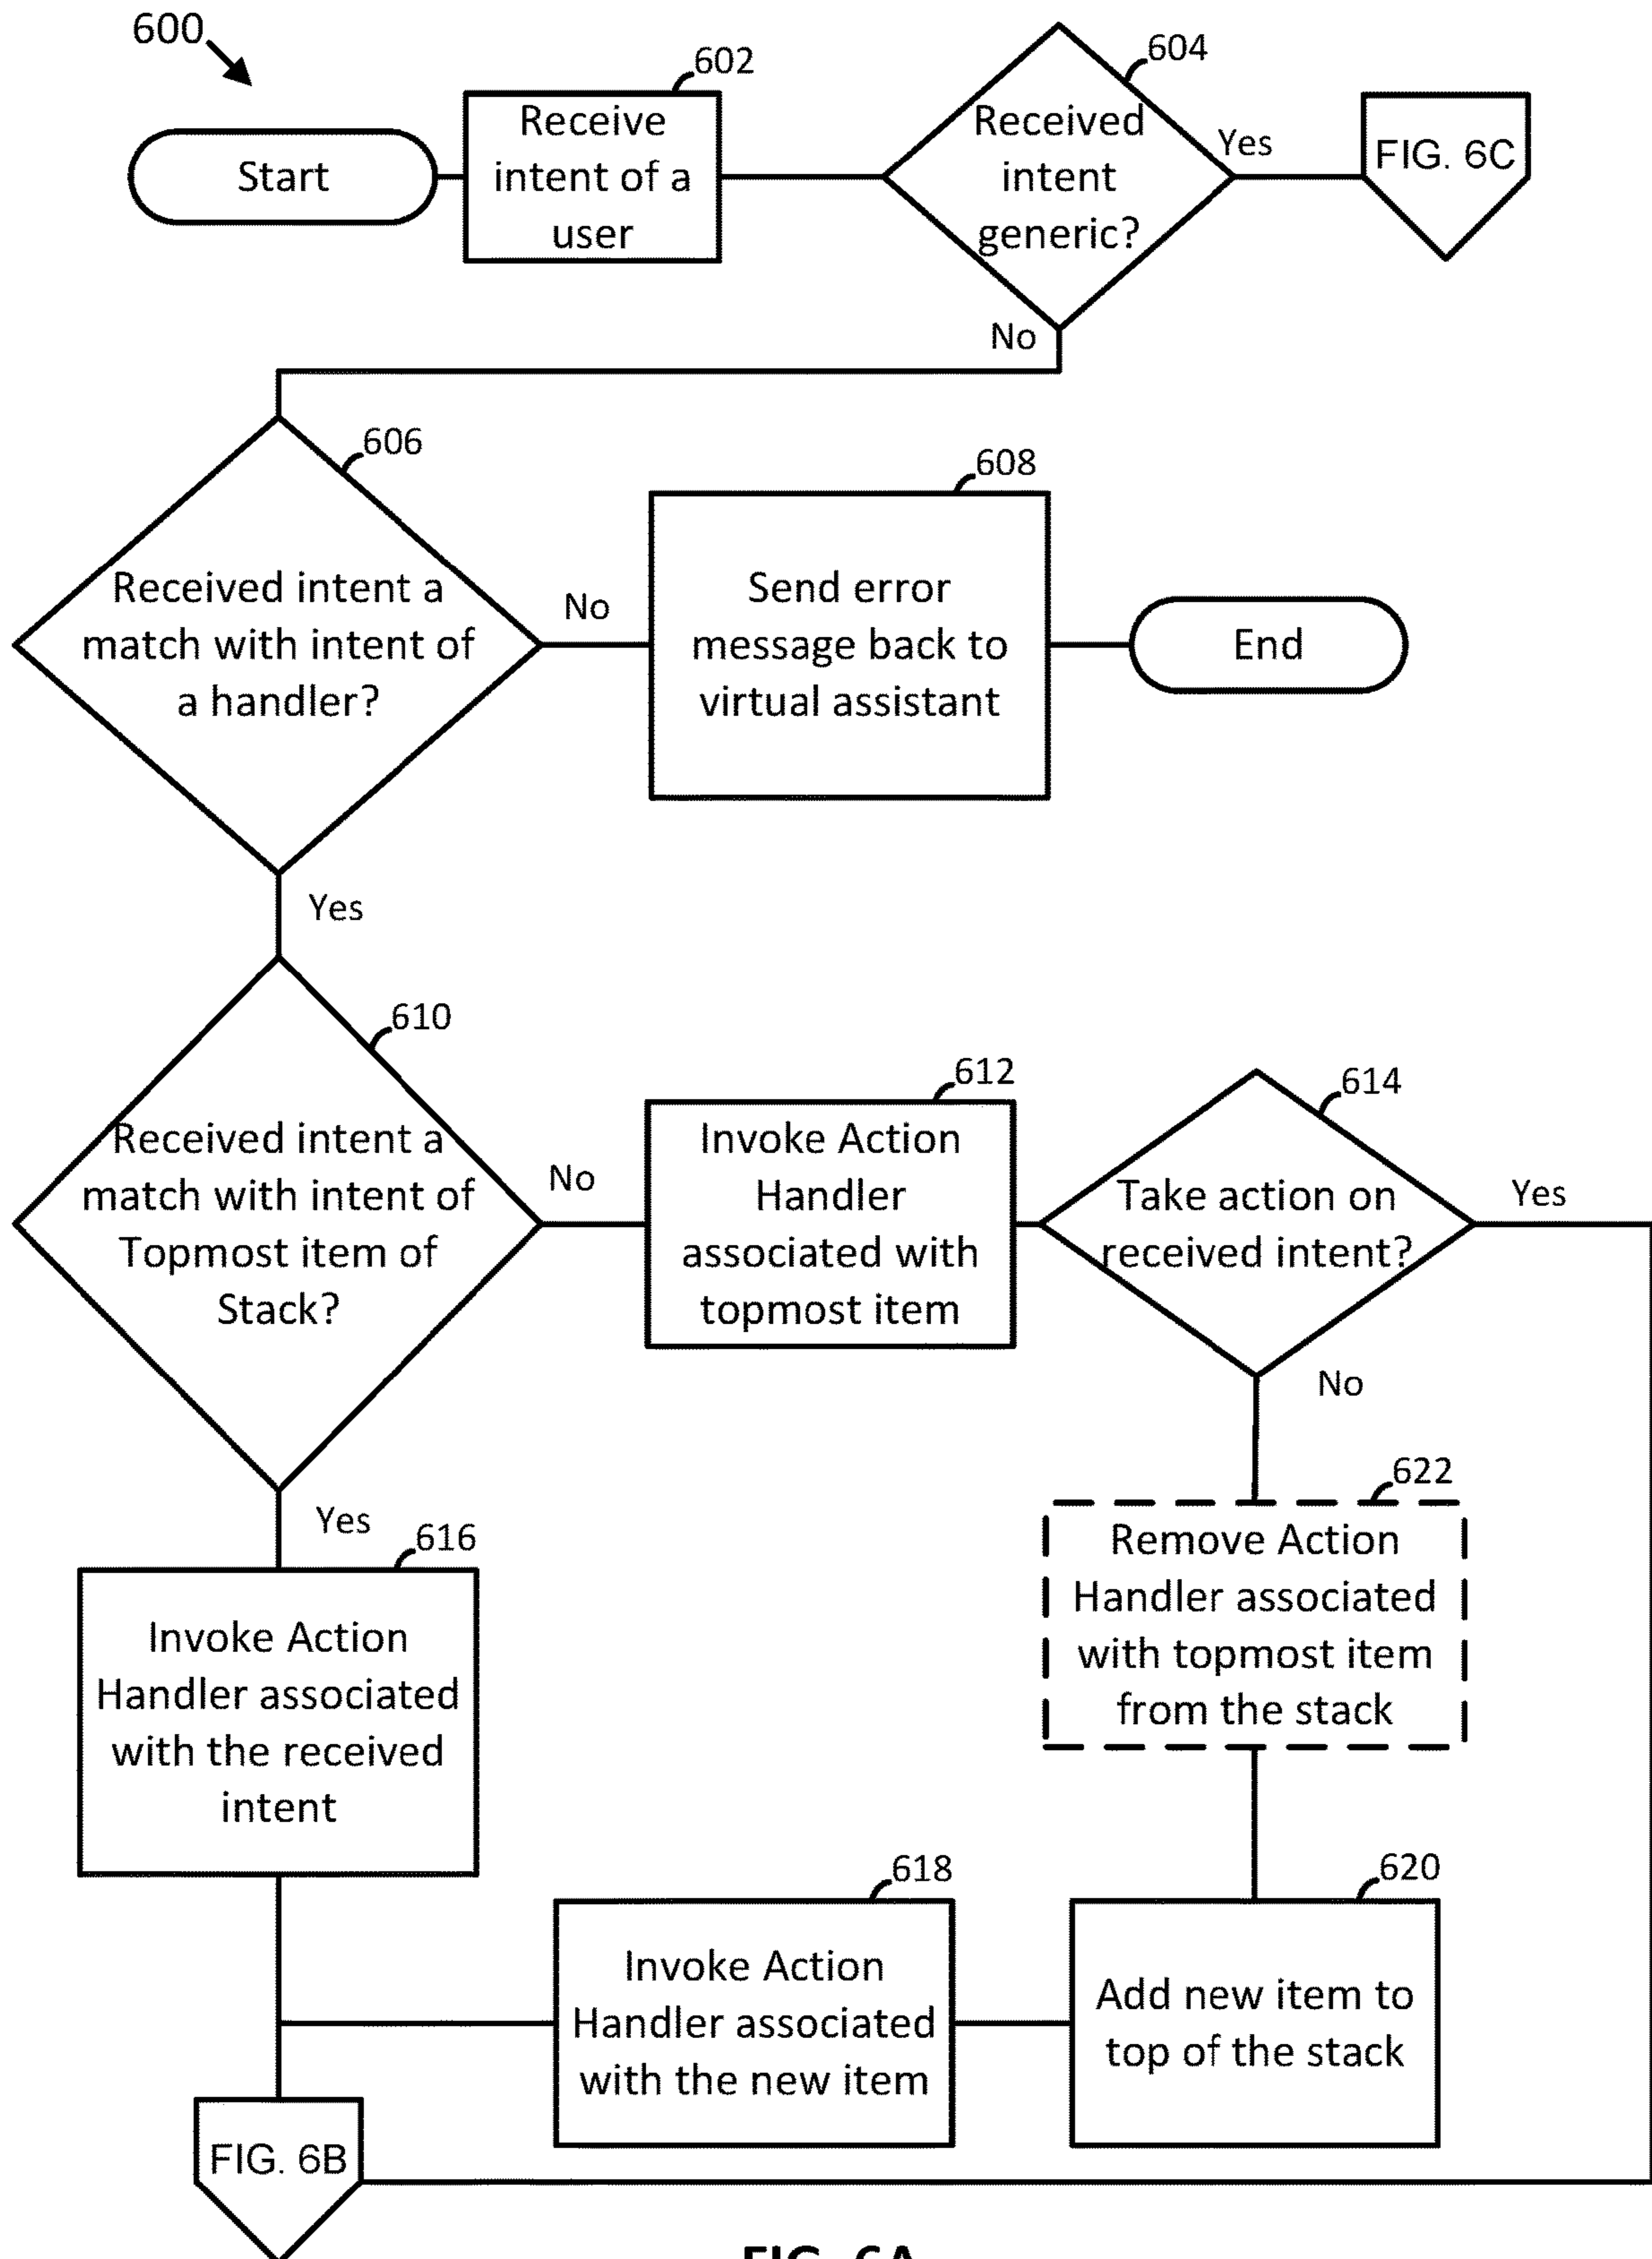 600
602
604
Start
Receive
intent of a
user
Received
intent
generic?
Yes
FIG. 6C
No
606
608
Received intent a
match with intent of
a handler?
No
Send error
message back to
virtual assistant
End
Yes
610
612
614
Received intent a
match with intent of
Topmost item of
Stack?
No
Invoke Action
Handler
associated with
topmost item
Take action on
received intent?
Yes
No
622
Remove Action
Handler associated
with topmost item
from the stack
Yes
616
Invoke Action
Handler associated
with the received
intent
618
620
Invoke Action
Handler associated
with the new item
Add new item to
top of the stack
FIG. 6B
FIG. 6A